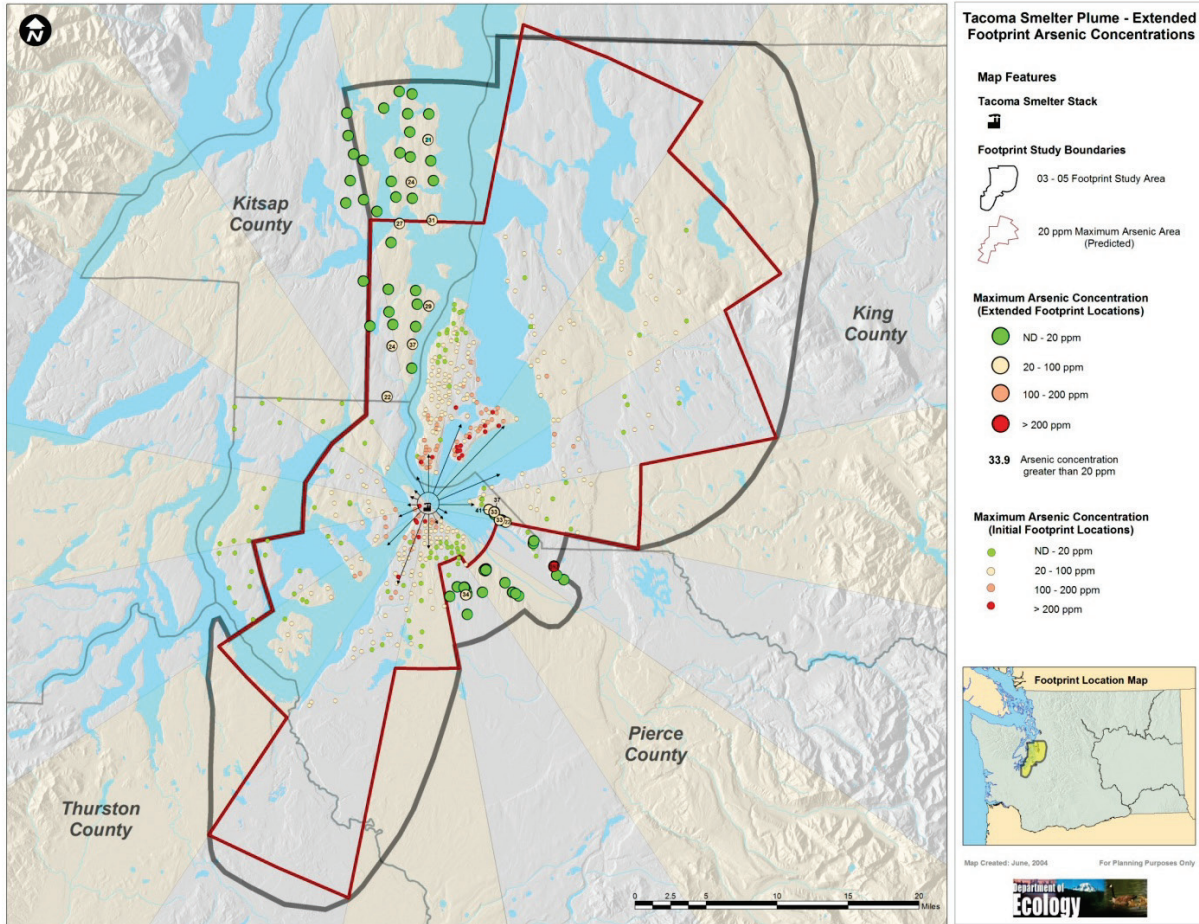 N
Kitsap
County
King
County
Pierce
County
Thurston
County
21
24
27
31
29
24
37
22
37
41
33
33
22
34
0 2.5 5 10 15 20
Miles
Tacoma Smelter Plume - Extended
Footprint Arsenic Concentrations
Map Features
Tacoma Smelter Stack
Footprint Study Boundaries
03 - 05 Footprint Study Area
20 ppm Maximum Arsenic Area
(Predicted)
Maximum Arsenic Concentration
(Extended Footprint Locations)
ND - 20 ppm
20 - 100 ppm
100 - 200 ppm
> 200 ppm
33.9 Arsenic concentration
greater than 20 ppm
Maximum Arsenic Concentration
(Initial Footprint Locations)
ND - 20 ppm
20 - 100 ppm
100 - 200 ppm
> 200 ppm
Footprint Location Map
Map Created: June, 2004 For Planning Purposes Only
Department of
Ecology